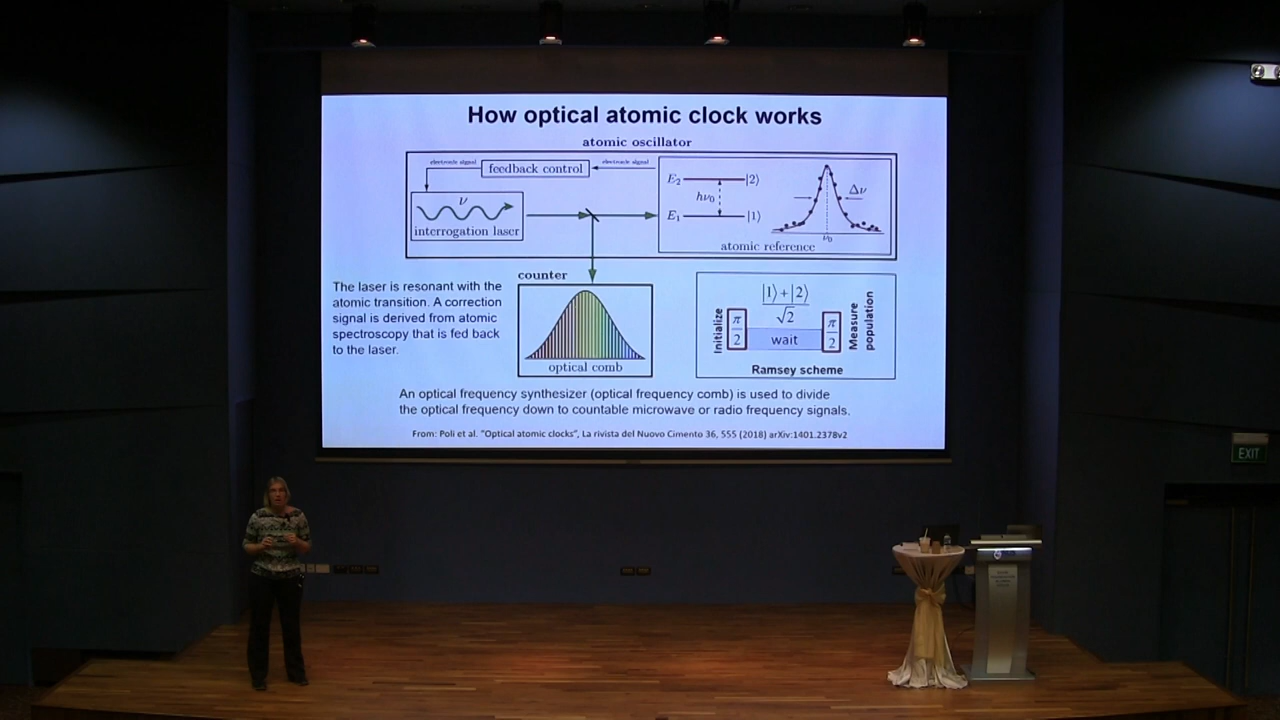 How optical atomic clock works
atomic oscillator
electronic signal
feedback control
electronic signal
ν
interrogation laser
E₂
|2⟩
hν₀
E₁
|1⟩
Δν
ν₀
atomic reference
The laser is resonant with the
atomic transition. A correction
signal is derived from atomic
spectroscopy that is fed back
to the laser.
counter
optical comb
Initialize
π/2
|1⟩+|2⟩
√2
wait
π/2
Measure
population
Ramsey scheme
An optical frequency synthesizer (optical frequency comb) is used to divide
the optical frequency down to countable microwave or radio frequency signals.
From: Poli et al. “Optical atomic clocks”, La rivista del Nuovo Cimento 36, 555 (2018) arXiv:1401.2378v2
EXIT